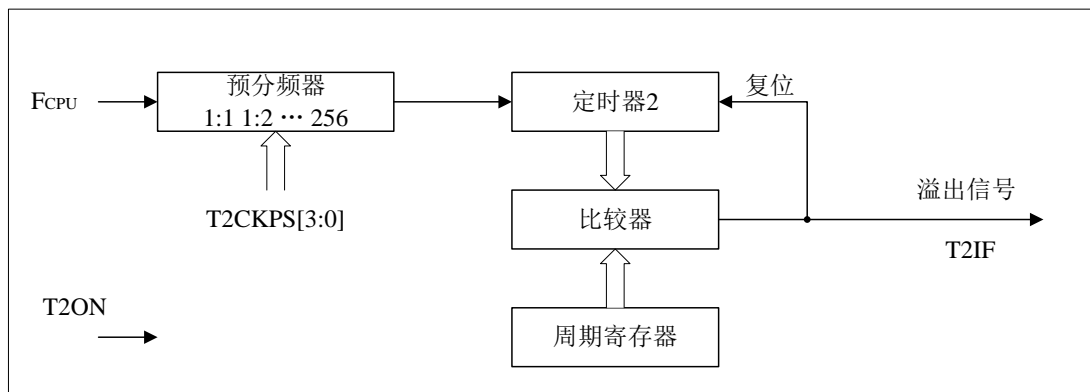 预分频器
FCPU
1:1 1:2 ··· 256
定时器2
复位
T2CKPS[3:0]
比较器
溢出信号
T2IF
T2ON
周期寄存器